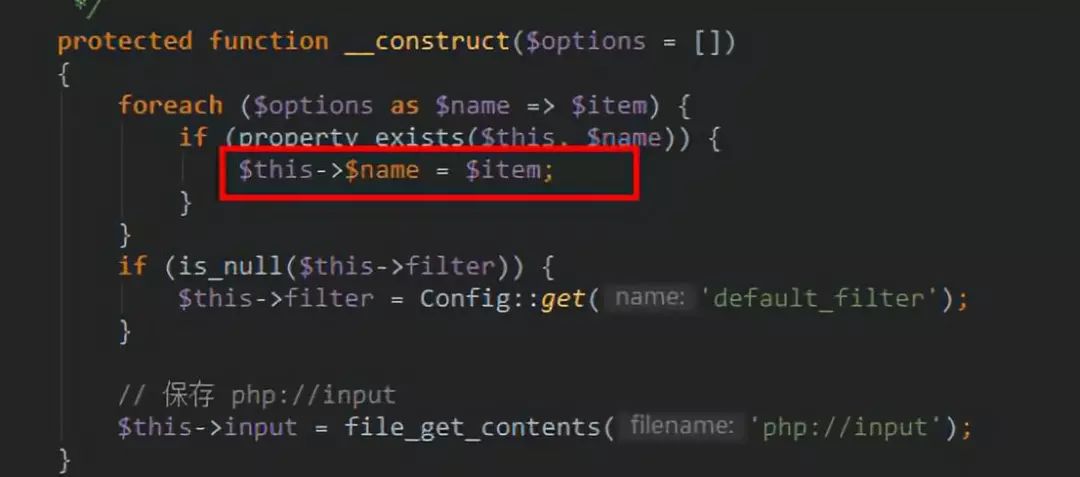 */
protected function __construct($options = [])
{
foreach ($options as $name => $item) {
if (property_exists($this, $name)) {
$this->$name = $item;
}
}
if (is_null($this->filter)) {
$this->filter = Config::get( name: 'default_filter');
}
// 保存 php://input
$this->input = file_get_contents( filename: 'php://input');
}